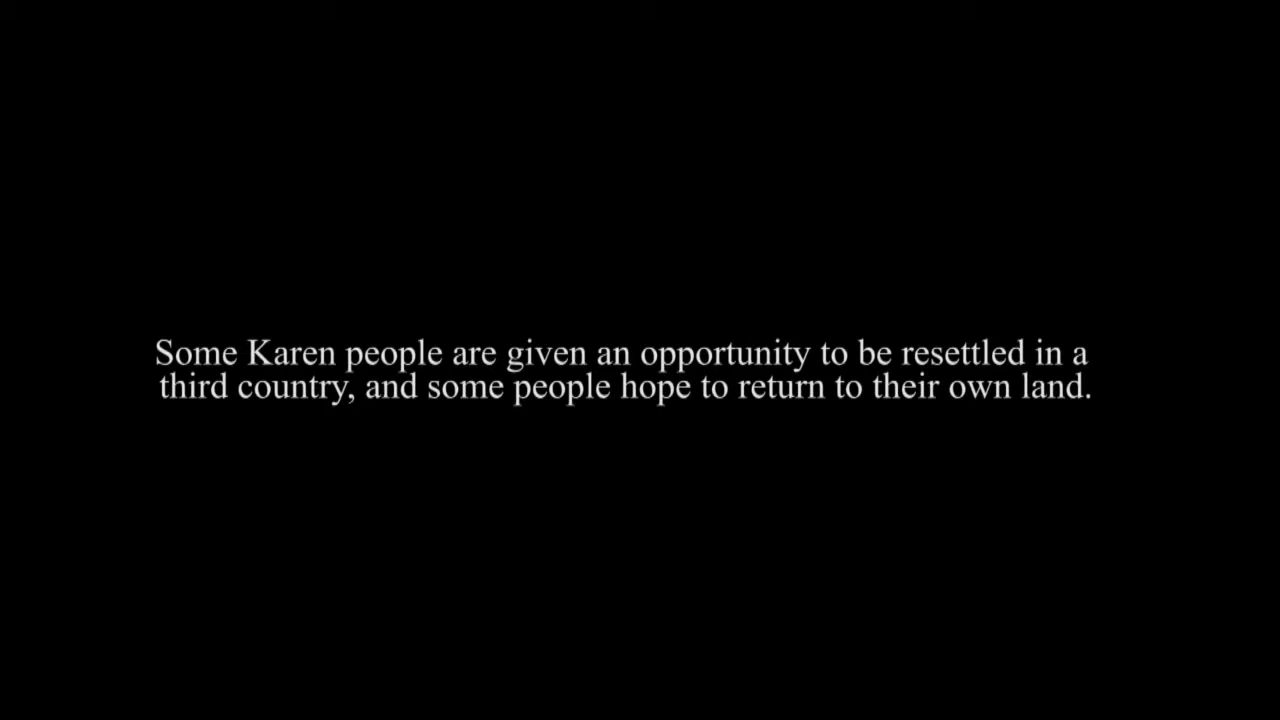 Some Karen people are given an opportunity to be resettled in a
third country, and some people hope to return to their own land.